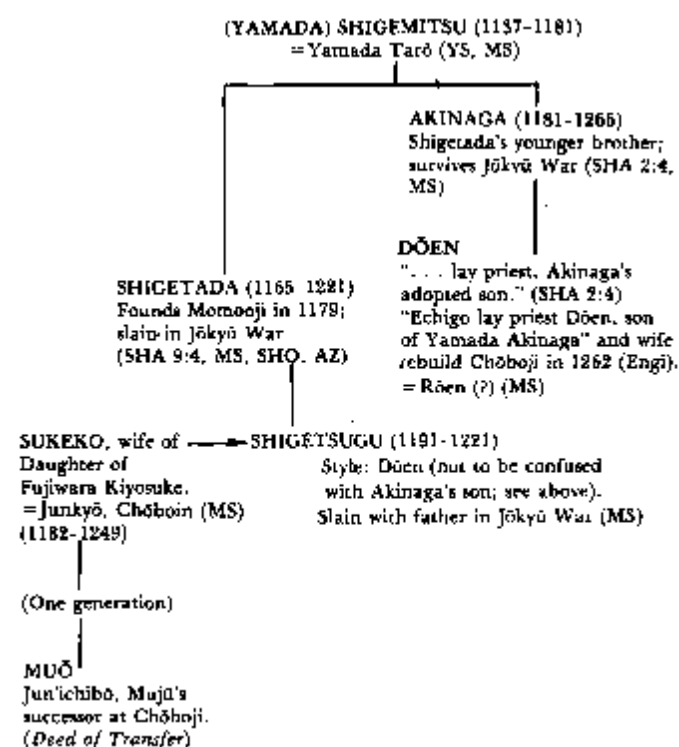 (YAMADA) SHIGEMITSU (1137-1181)
=Yamada Tarō (YS, MS)
AKINAGA (1181-1266)
Shigetada's younger brother;
survives Jōkyū War (SHA 2:4,
MS)
DŌEN
". . . lay priest, Akinaga's
adopted son." (SHA 2:4)
"Echigo lay priest Dōen, son
of Yamada Akinaga" and wife
rebuild Chōboji in 1262 (Engi).
= Rōen (?) (MS)
SHIGETADA (1165-1221)
Founds Momooji in 1179;
slain in Jōkyū War
(SHA 9:4, MS, SHO, AZ)
SUKEKO, wife of
Daughter of
Fujiwara Kiyosuke.
=Junkyō, Chōboin (MS)
(1182-1249)
SHIGETSUGU (1191-1221)
Style: Dōen (not to be confused
with Akinaga's son; see above).
Slain with father in Jōkyū War (MS)
(One generation)
MUŌ
Jun'ichibō, Mujū's
successor at Chōboji.
(Deed of Transfer)